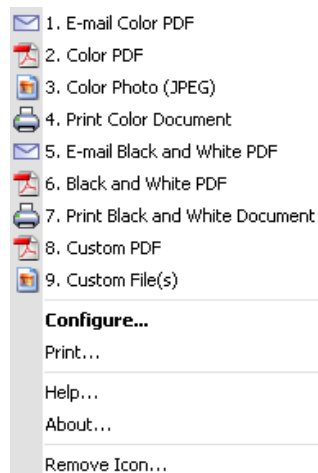 1. E-mail Color PDF
2. Color PDF
3. Color Photo (JPEG)
4. Print Color Document
5. E-mail Black and White PDF
6. Black and White PDF
7. Print Black and White Document
8. Custom PDF
9. Custom File(s)
Configure...
Print...
Help...
About...
Remove Icon...